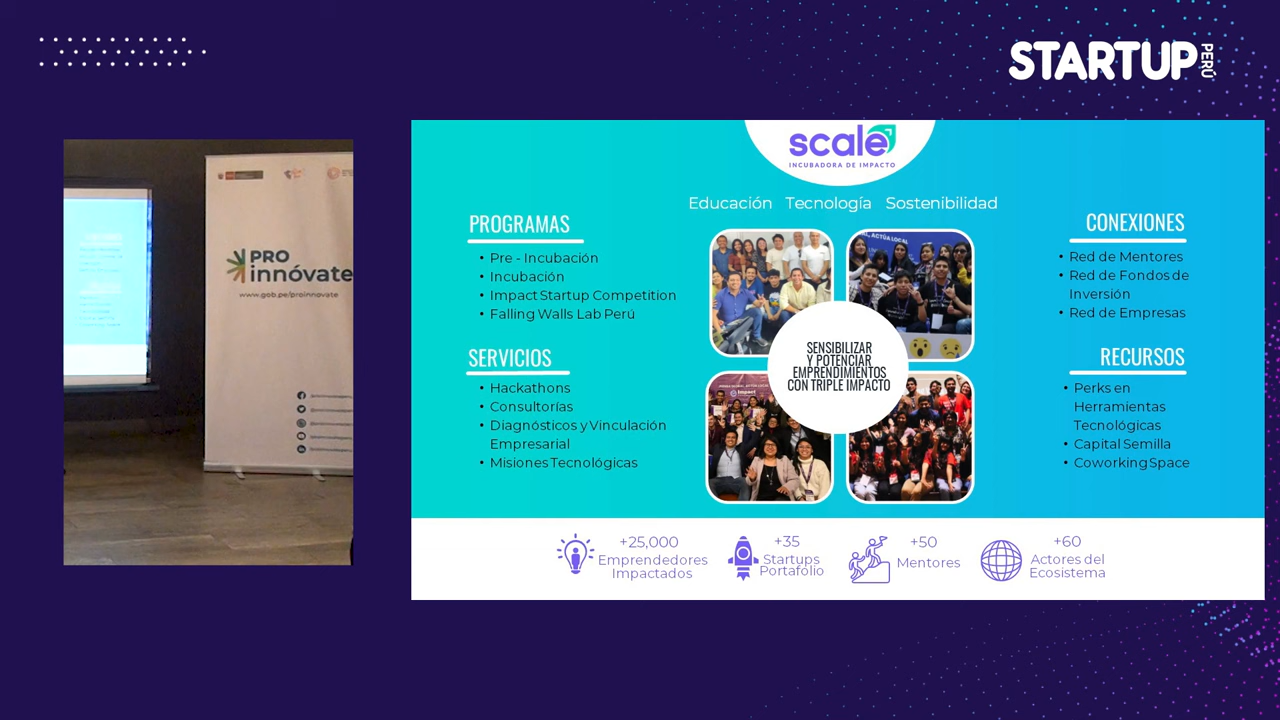 STARTUP PERÚ
PRO
innóvate
www.gob.pe/proinnovate
scale
INCUBADORA DE IMPACTO
Educación Tecnología Sostenibilidad
PROGRAMAS
• Pre - Incubación
• Incubación
• Impact Startup Competition
• Falling Walls Lab Perú
SERVICIOS
• Hackathons
• Consultorías
• Diagnósticos y Vinculación
Empresarial
• Misiones Tecnológicas
SENSIBILIZAR
Y POTENCIAR
EMPRENDIMIENTOS
CON TRIPLE IMPACTO
CONEXIONES
• Red de Mentores
• Red de Fondos de
Inversión
• Red de Empresas
RECURSOS
• Perks en
Herramientas
Tecnológicas
• Capital Semilla
• Coworking Space
+25,000
Emprendedores
Impactados
+35
Startups
Portafolio
+50
Mentores
+60
Actores del
Ecosistema